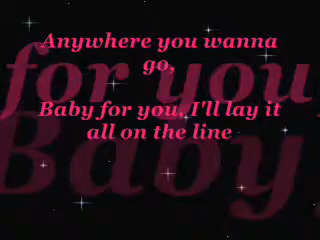 Anywhere you wanna
go,
Baby for you, I'll lay it
all on the line
for you,
Baby,